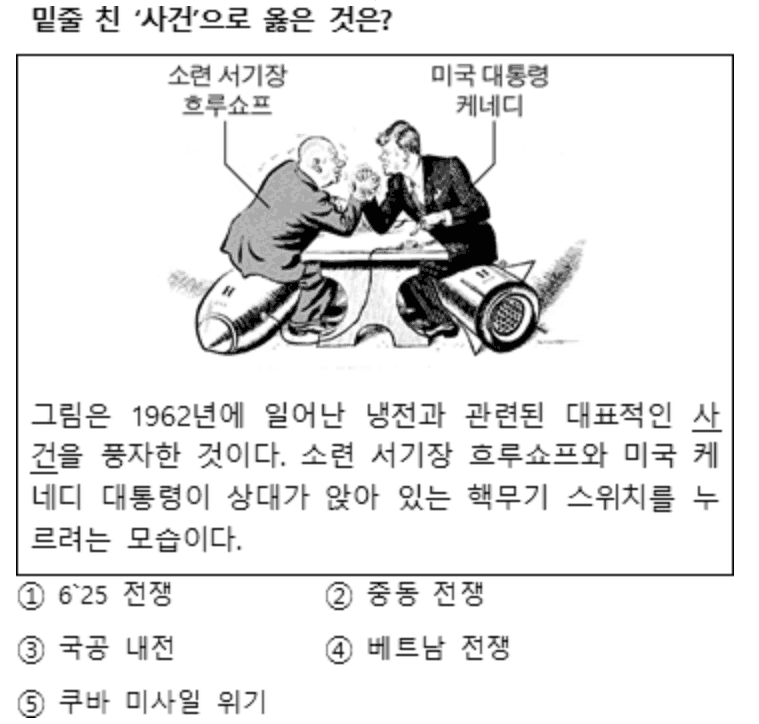 밑줄 친 ‘사건’으로 옳은 것은?
소련 서기장
흐루쇼프
미국 대통령
케네디
H
H
그림은 1962년에 일어난 냉전과 관련된 대표적인 사
건을 풍자한 것이다. 소련 서기장 흐루쇼프와 미국 케
네디 대통령이 상대가 앉아 있는 핵무기 스위치를 누
르려는 모습이다.
① 6`25 전쟁
② 중동 전쟁
③ 국공 내전
④ 베트남 전쟁
⑤ 쿠바 미사일 위기